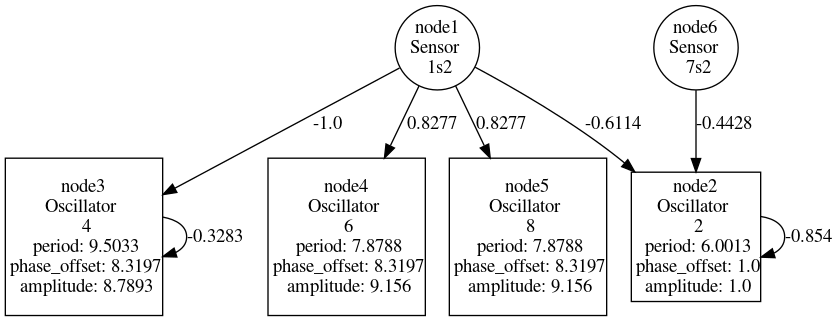 node1
Sensor
1s2
node6
Sensor
7s2
-1.0
0.8277
0.8277
-0.6114
-0.4428
node3
Oscillator
4
period: 9.5033
phase_offset: 8.3197
amplitude: 8.7893
-0.3283
node4
Oscillator
6
period: 7.8788
phase_offset: 8.3197
amplitude: 9.156
node5
Oscillator
8
period: 7.8788
phase_offset: 8.3197
amplitude: 9.156
node2
Oscillator
2
period: 6.0013
phase_offset: 1.0
amplitude: 1.0
-0.854